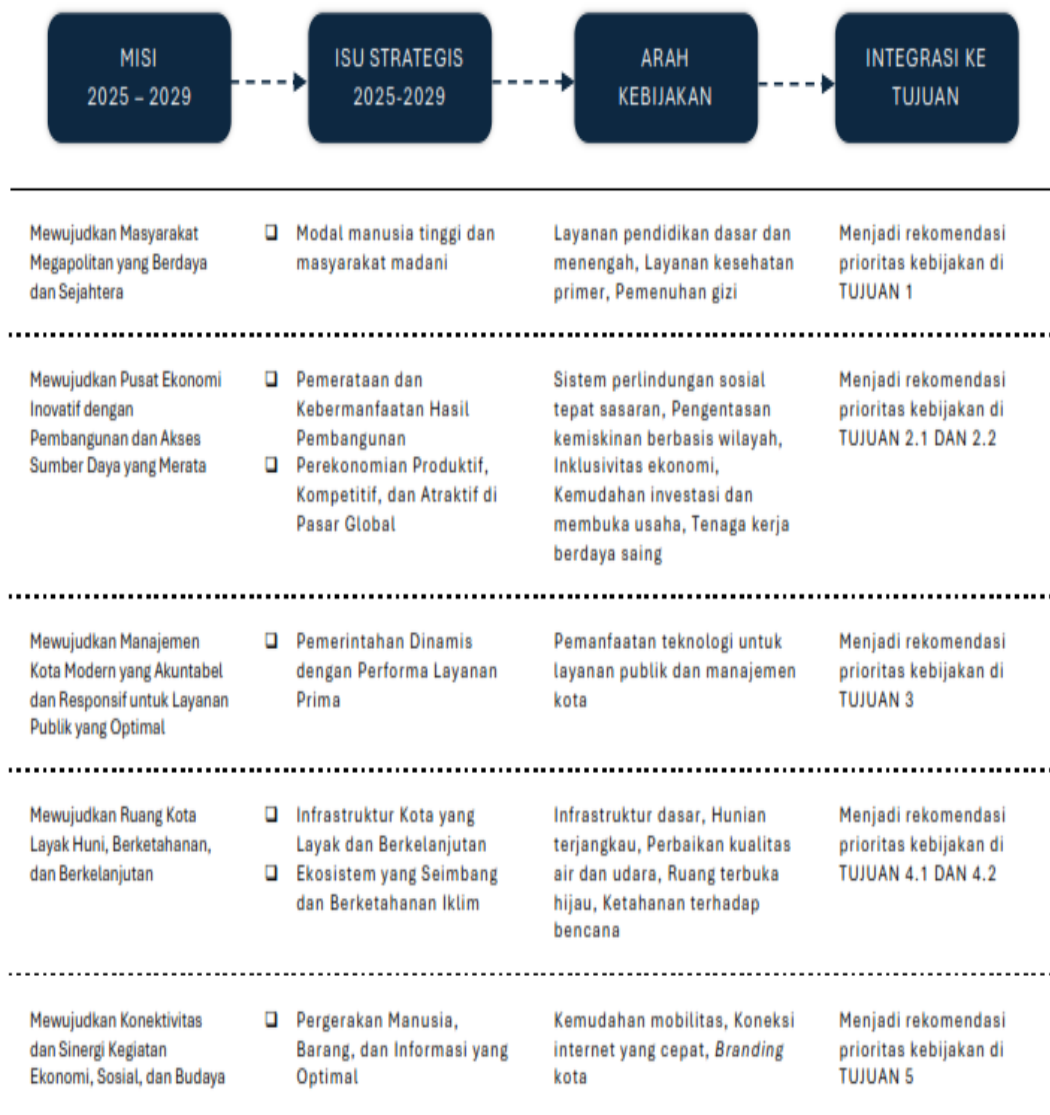 MISI
2025 – 2029
ISU STRATEGIS
2025-2029
ARAH
KEBIJAKAN
INTEGRASI KE
TUJUAN
Mewujudkan Masyarakat
Megapolitan yang Berdaya
dan Sejahtera
❑ Modal manusia tinggi dan
masyarakat madani
Layanan pendidikan dasar dan
menengah, Layanan kesehatan
primer, Pemenuhan gizi
Menjadi rekomendasi
prioritas kebijakan di
TUJUAN 1
Mewujudkan Pusat Ekonomi
Inovatif dengan
Pembangunan dan Akses
Sumber Daya yang Merata
❑ Pemerataan dan
Kebermanfaatan Hasil
Pembangunan
❑ Perekonomian Produktif,
Kompetitif, dan Atraktif di
Pasar Global
Sistem perlindungan sosial
tepat sasaran, Pengentasan
kemiskinan berbasis wilayah,
Inklusivitas ekonomi,
Kemudahan investasi dan
membuka usaha, Tenaga kerja
berdaya saing
Menjadi rekomendasi
prioritas kebijakan di
TUJUAN 2.1 DAN 2.2
Mewujudkan Manajemen
Kota Modern yang Akuntabel
dan Responsif untuk Layanan
Publik yang Optimal
❑ Pemerintahan Dinamis
dengan Performa Layanan
Prima
Pemanfaatan teknologi untuk
layanan publik dan manajemen
kota
Menjadi rekomendasi
prioritas kebijakan di
TUJUAN 3
Mewujudkan Ruang Kota
Layak Huni, Berketahanan,
dan Berkelanjutan
❑ Infrastruktur Kota yang
Layak dan Berkelanjutan
❑ Ekosistem yang Seimbang
dan Berketahanan Iklim
Infrastruktur dasar, Hunian
terjangkau, Perbaikan kualitas
air dan udara, Ruang terbuka
hijau, Ketahanan terhadap
bencana
Menjadi rekomendasi
prioritas kebijakan di
TUJUAN 4.1 DAN 4.2
Mewujudkan Konektivitas
dan Sinergi Kegiatan
Ekonomi, Sosial, dan Budaya
❑ Pergerakan Manusia,
Barang, dan Informasi yang
Optimal
Kemudahan mobilitas, Koneksi
internet yang cepat, Branding
kota
Menjadi rekomendasi
prioritas kebijakan di
TUJUAN 5